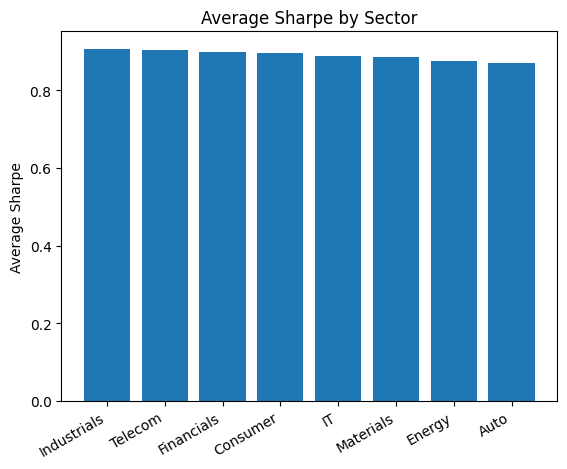 Average Sharpe by Sector
Average Sharpe
0.8
0.6
0.4
0.2
0.0
Industrials
Telecom
Financials
Consumer
IT
Materials
Energy
Auto